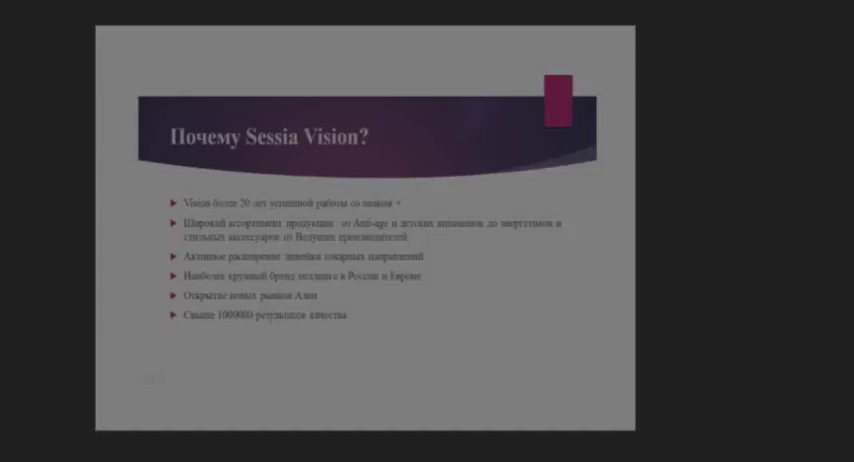 Почему Sessia Vision?
Vision более 20 лет успешной работы со знаком +
Широкий ассортимент продукции от Anti-age и детских витаминов до энергетиков и
стильных аксессуаров от Ведущих производителей
Активное расширение линейки товарных направлений
Наиболее крупный бренд холдинга в России и Европе
Открытие новых рынков Азии
Свыше 1000000 результатов качества